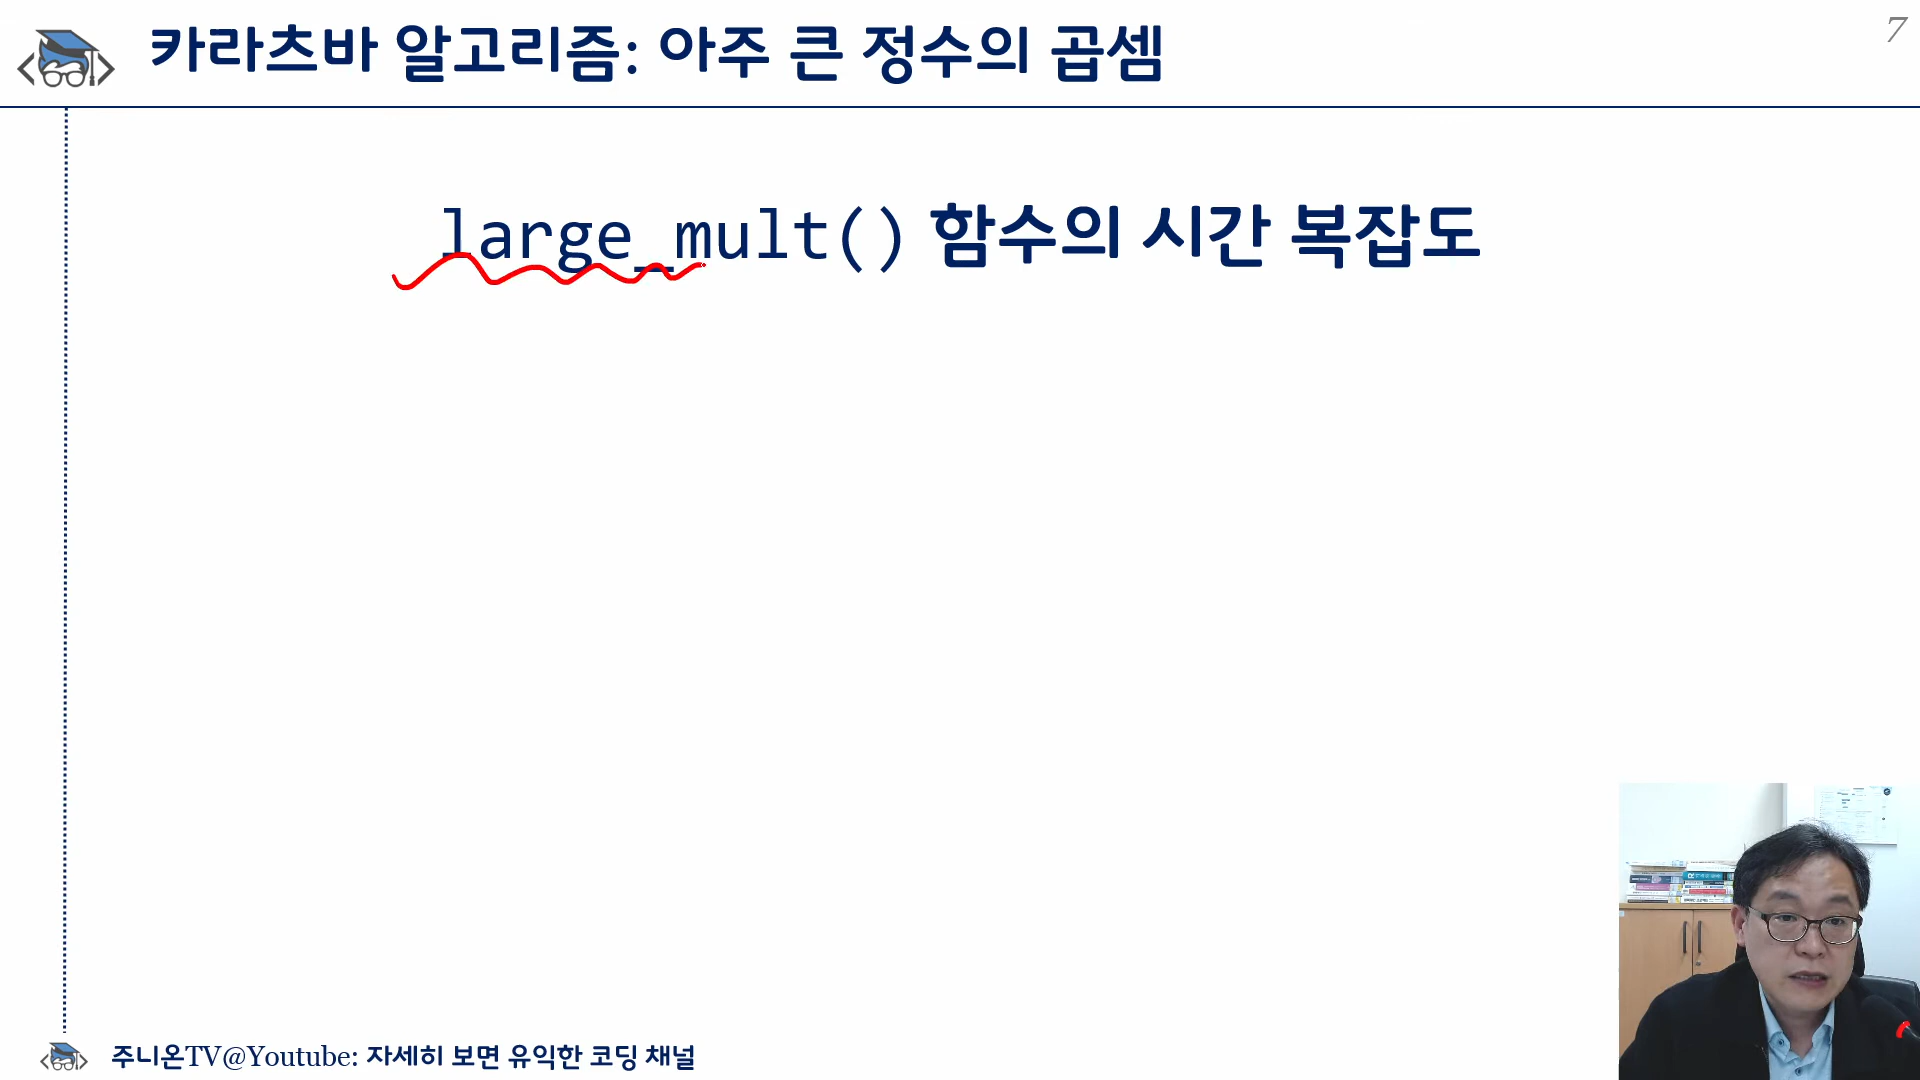 카라츠바 알고리즘: 아주 큰 정수의 곱셈
7
large_mult() 함수의 시간 복잡도
주니온TV@Youtube: 자세히 보면 유익한 코딩 채널